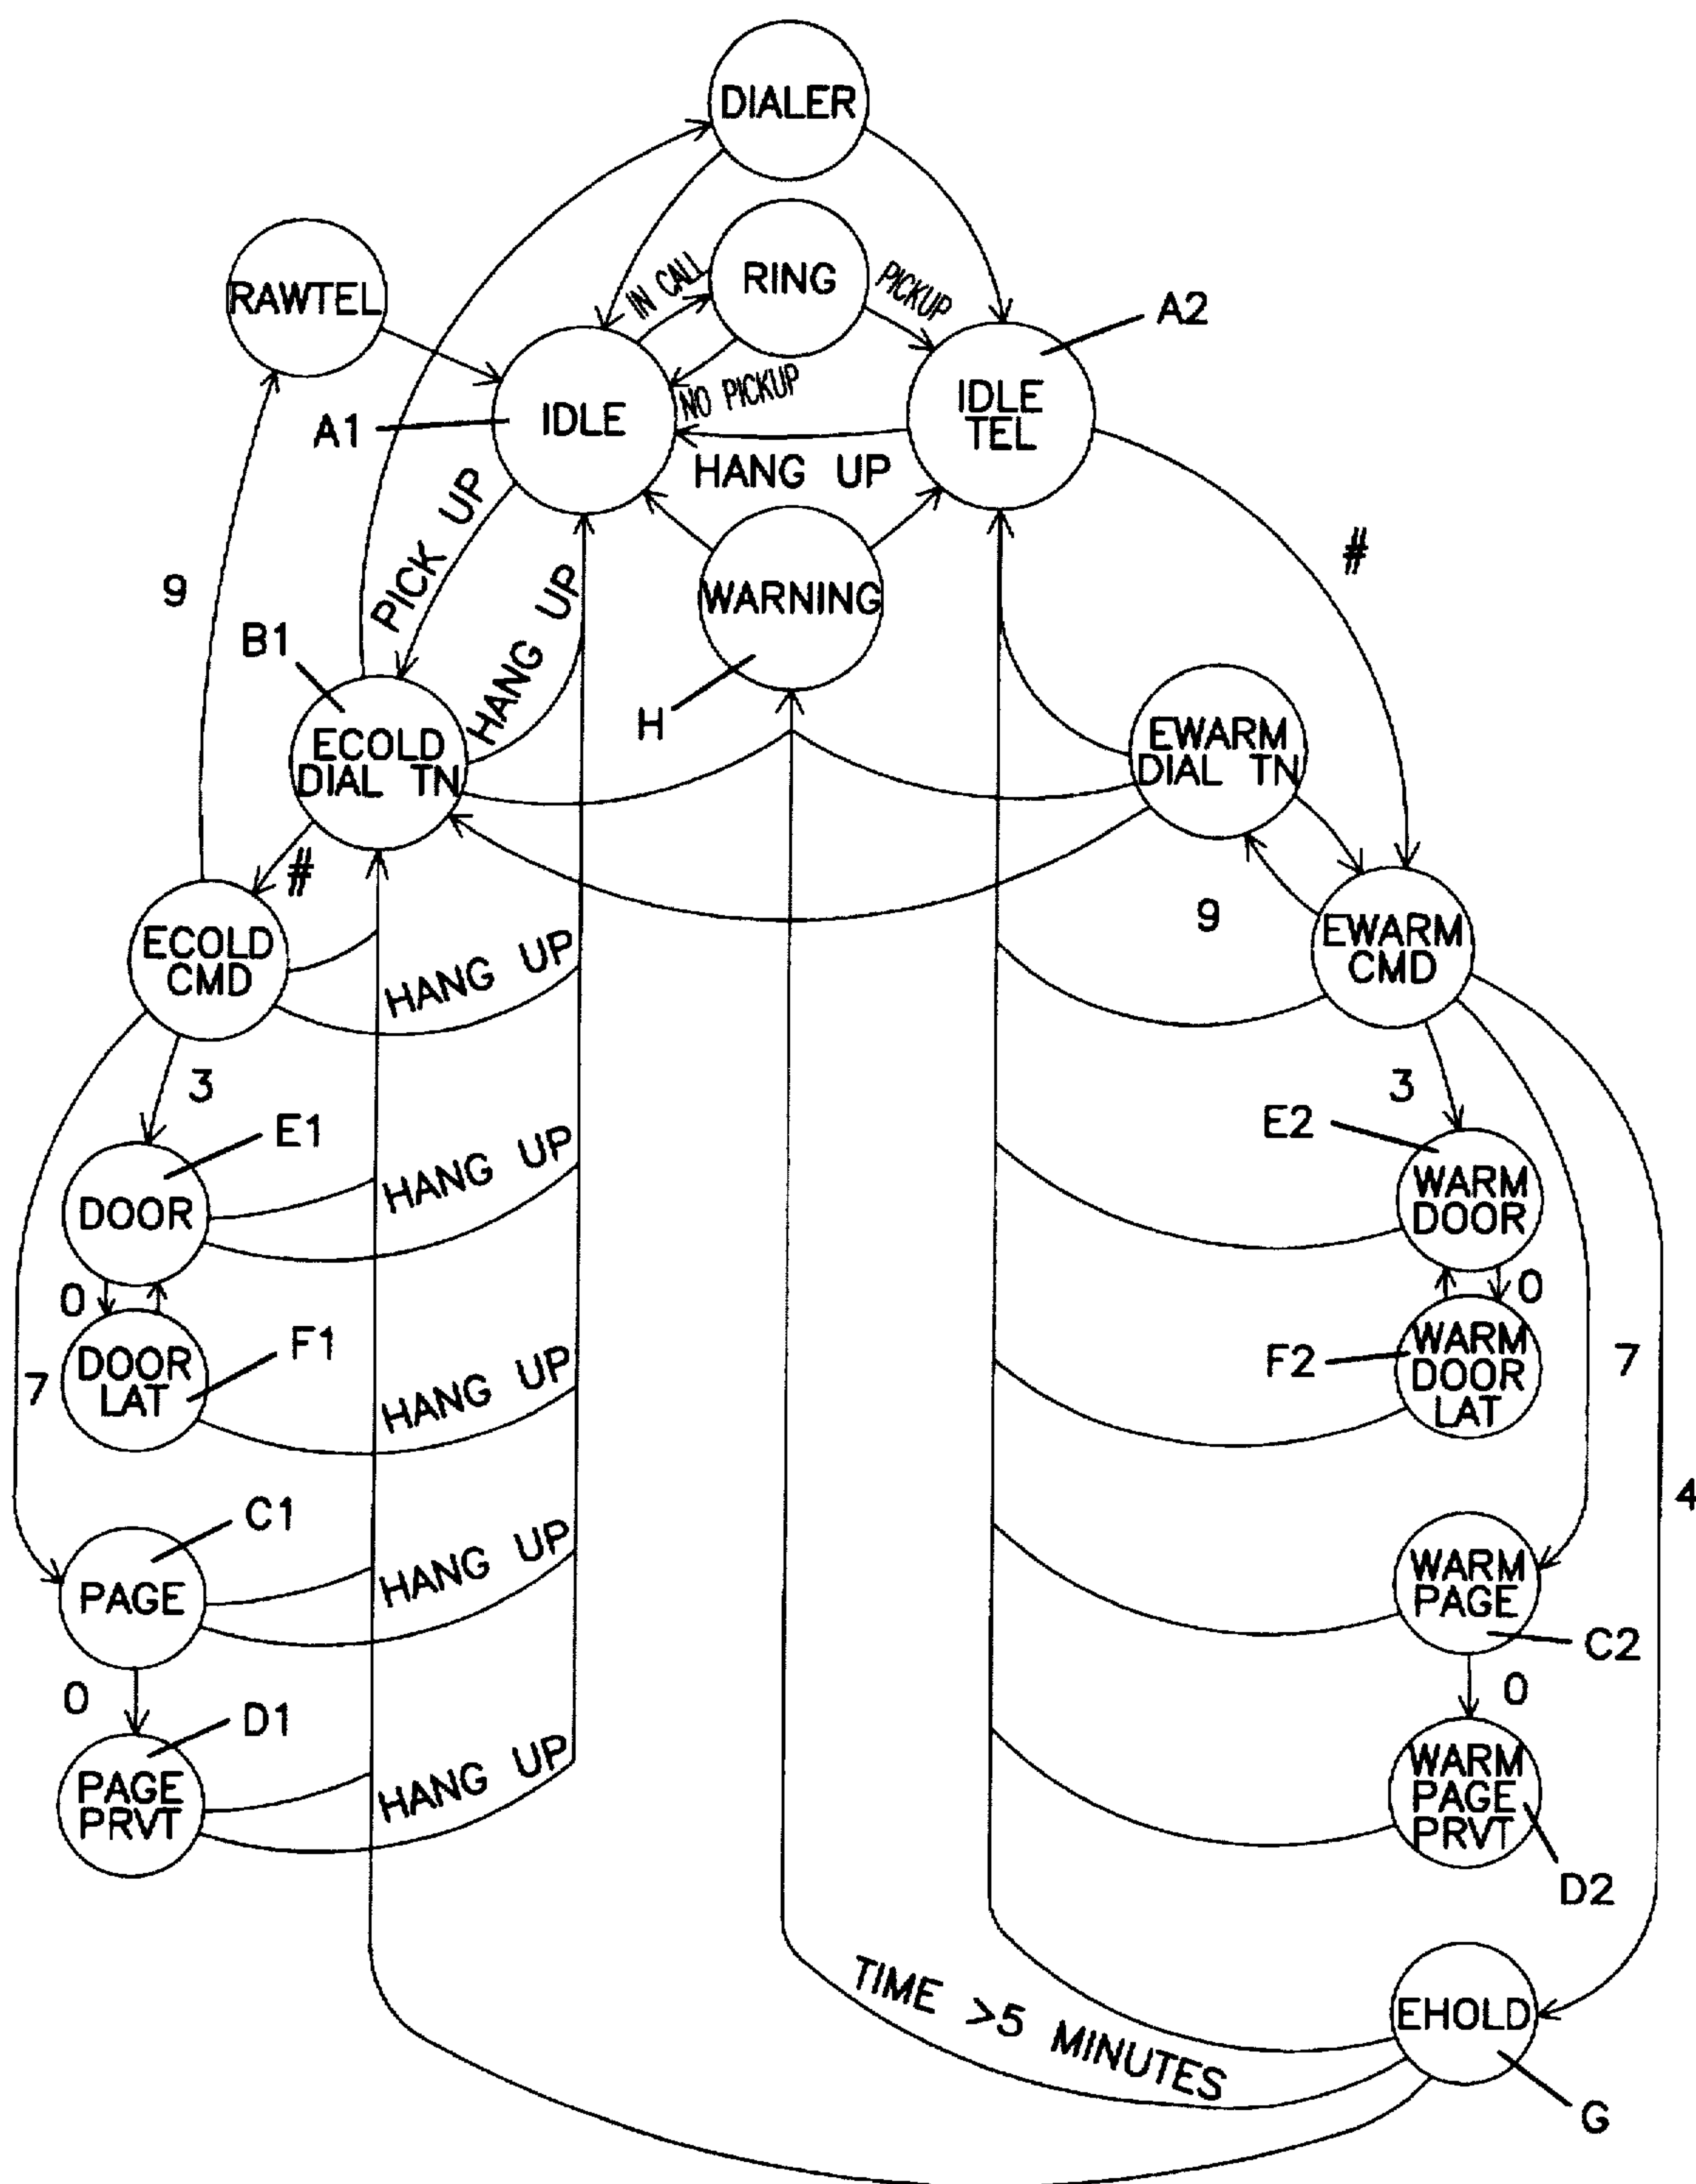 DIALER
RING
IN CALL
PICKUP
NO PICKUP
RAWTEL
A2
IDLE
TEL
IDLE
A1
HANG UP
PICK UP
HANG UP
#
WARNING
9
B1
H
ECOLD
DIAL TN
EWARM
DIAL TN
#
9
ECOLD
CMD
HANG UP
EWARM
CMD
3
3
E1
E2
DOOR
HANG UP
WARM
DOOR
0
0
DOOR
LAT
F1
HANG UP
F2
WARM
DOOR
LAT
7
7
4
C1
PAGE
HANG UP
WARM
PAGE
C2
0
0
D1
PAGE
PRVT
HANG UP
WARM
PAGE
PRVT
D2
TIME >5 MINUTES
EHOLD
G